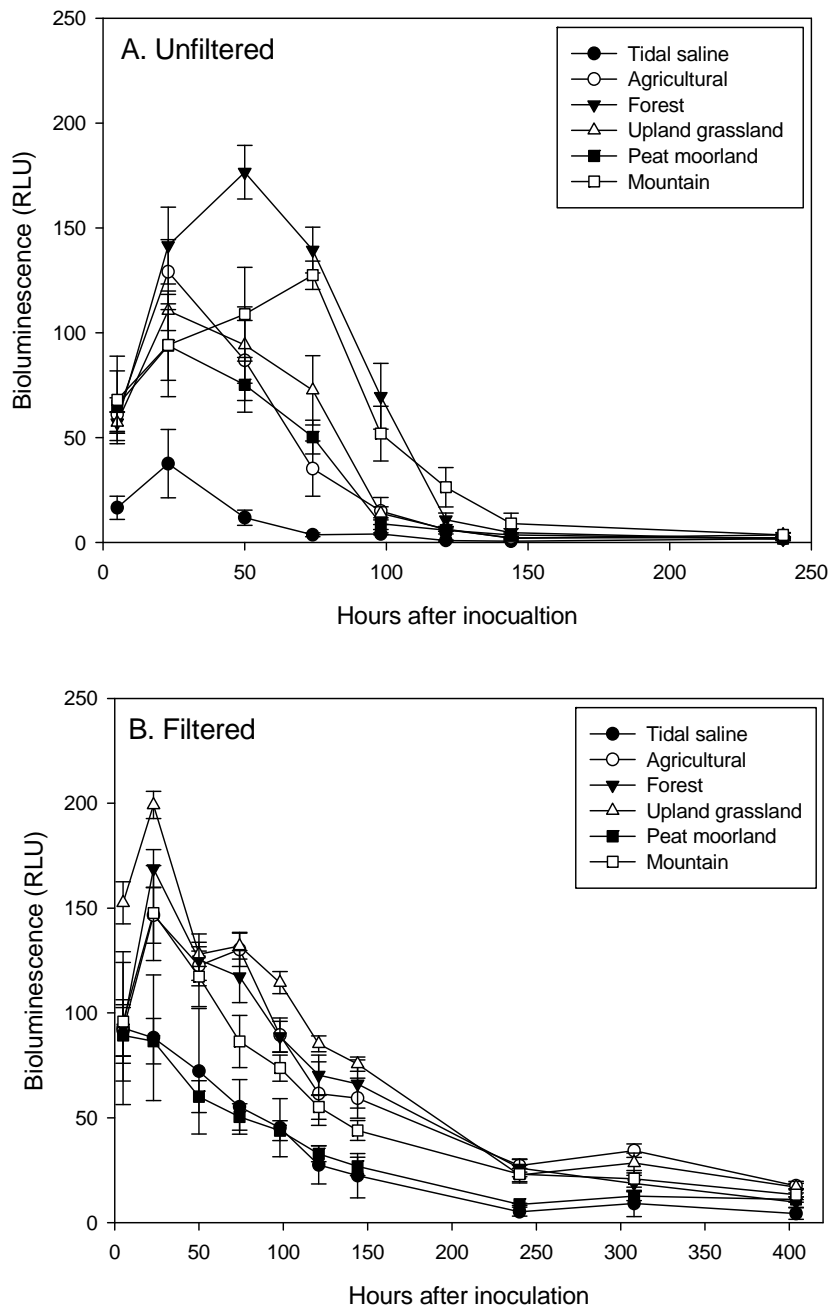 A. Unfiltered
Tidal saline
Agricultural
Forest
Upland grassland
Peat moorland
Mountain
Bioluminescence (RLU)
250
200
150
100
50
0
0 50 100 150 200 250
Hours after inocualtion
B. Filtered
Tidal saline
Agricultural
Forest
Upland grassland
Peat moorland
Mountain
Bioluminescence (RLU)
250
200
150
100
50
0
0 50 100 150 200 250 300 350 400
Hours after inoculation